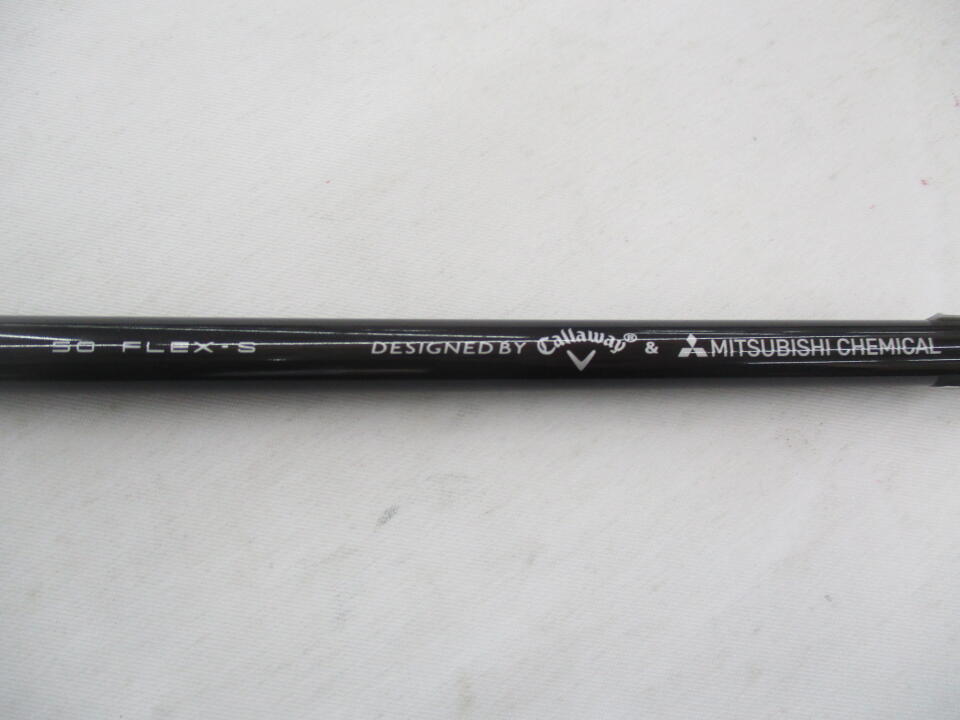 50 FLEX-S DESIGNED BY Callaway® & MITSUBISHI CHEMICAL